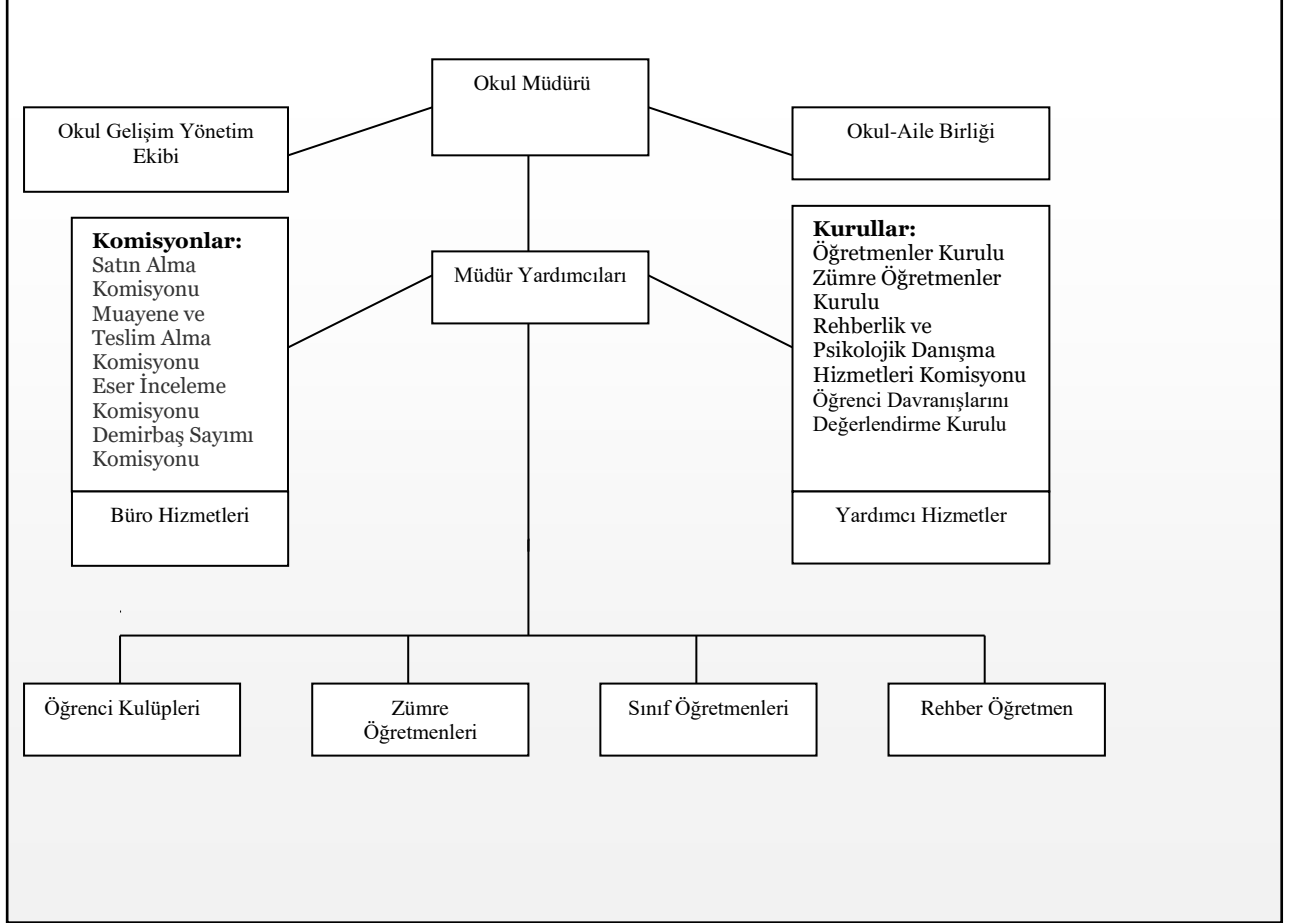 Okul Müdürü
Okul Gelişim Yönetim
Ekibi
Okul-Aile Birliği
Komisyonlar:
Satın Alma
Komisyonu
Muayene ve
Teslim Alma
Komisyonu
Eser İnceleme
Komisyonu
Demirbaş Sayımı
Komisyonu
Müdür Yardımcıları
Kurullar:
Öğretmenler Kurulu
Zümre Öğretmenler
Kurulu
Rehberlik ve
Psikolojik Danışma
Hizmetleri Komisyonu
Öğrenci Davranışlarını
Değerlendirme Kurulu
Büro Hizmetleri
Yardımcı Hizmetler
Öğrenci Kulüpleri
Zümre
Öğretmenleri
Sınıf Öğretmenleri
Rehber Öğretmen